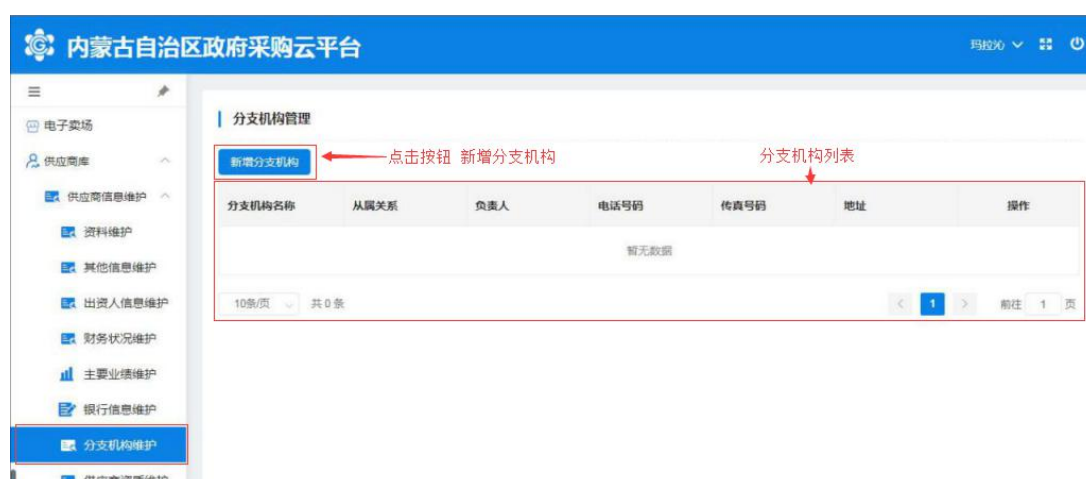 内蒙古自治区政府采购云平台
玛拉沁
电子卖场
分支机构管理
供应商库
新增分支机构
点击按钮 新增分支机构
分支机构列表
供应商信息维护
分支机构名称 从属关系 负责人 电话号码 传真号码 地址 操作
资料维护
暂无数据
其他信息维护
出资人信息维护
10条/页 共 0 条 1 前往 1 页
财务状况维护
主要业绩维护
银行信息维护
分支机构维护
供应商资质维护